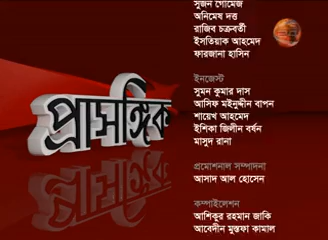 সুজন গোমেজ
অনিমেষ দত্ত
রাজিব চক্রবর্তী
ইসতিয়াক আহমেদ
ফারজানা হাসিন
ইনজেস্ট
সুমন কুমার দাস
আসিফ মইনুদ্দীন বাপন
শায়েখ আহমেদ
ইশিকা জিলীন বর্ষন
মাসুদ রানা
প্রাসঙ্গিক
প্রমোশনাল সম্পাদনা
আসাদ আল হোসেন
কম্পাইলেশন
আশিকুর রহমান জাকি
আবেদীন মুস্তফা কামাল